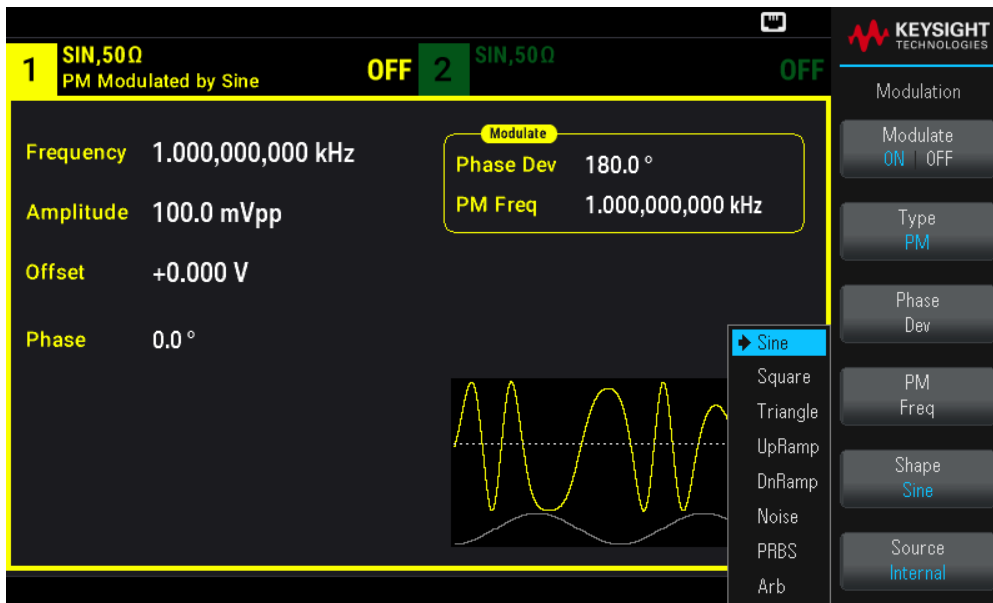 KEYSIGHT
TECHNOLOGIES
1
SIN,50Ω
PM Modulated by Sine
OFF
2
SIN,50Ω
OFF
Modulation
Frequency 1.000,000,000 kHz
Amplitude 100.0 mVpp
Offset +0.000 V
Phase 0.0 °
Modulate
Phase Dev 180.0 °
PM Freq 1.000,000,000 kHz
Sine
Square
Triangle
UpRamp
DnRamp
Noise
PRBS
Arb
Modulate
ON | OFF
Type
PM
Phase
Dev
PM
Freq
Shape
Sine
Source
Internal